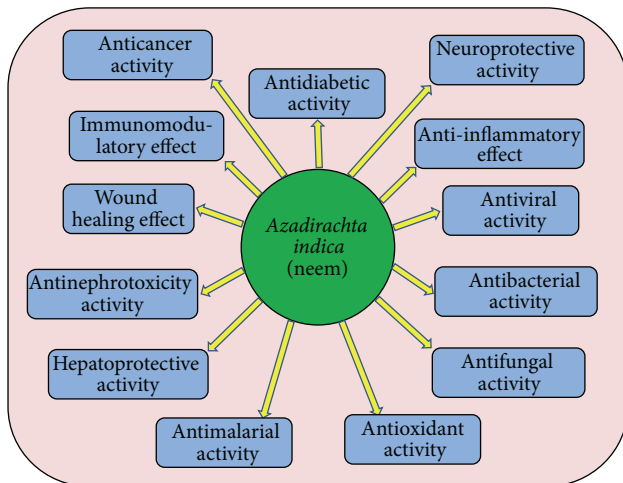 Anticancer
activity
Antidiabetic
activity
Neuroprotective
activity
Immunomodu-
latory effect
Anti-inflammatory
effect
Wound
healing effect
Azadirachta
indica
(neem)
Antiviral
activity
Antinephrotoxicity
activity
Antibacterial
activity
Hepatoprotective
activity
Antifungal
activity
Antimalarial
activity
Antioxidant
activity